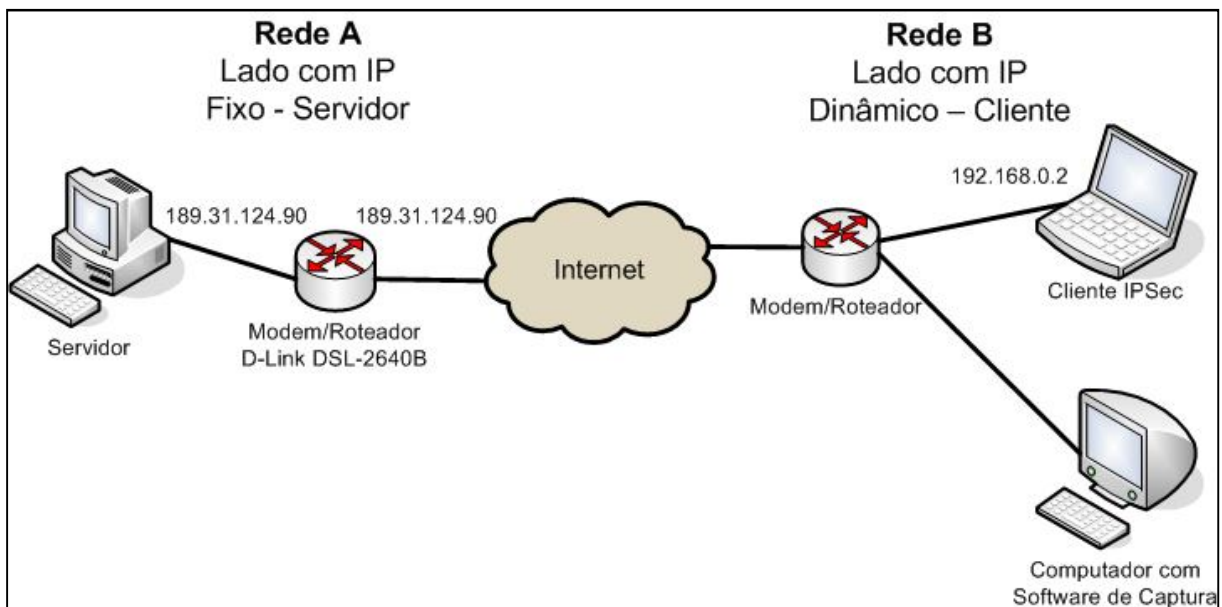 Rede A
Lado com IP
Fixo - Servidor
Rede B
Lado com IP
Dinâmico – Cliente
189.31.124.90
189.31.124.90
192.168.0.2
Internet
Servidor
Modem/Roteador
D-Link DSL-2640B
Modem/Roteador
Cliente IPSec
Computador com
Software de Captura